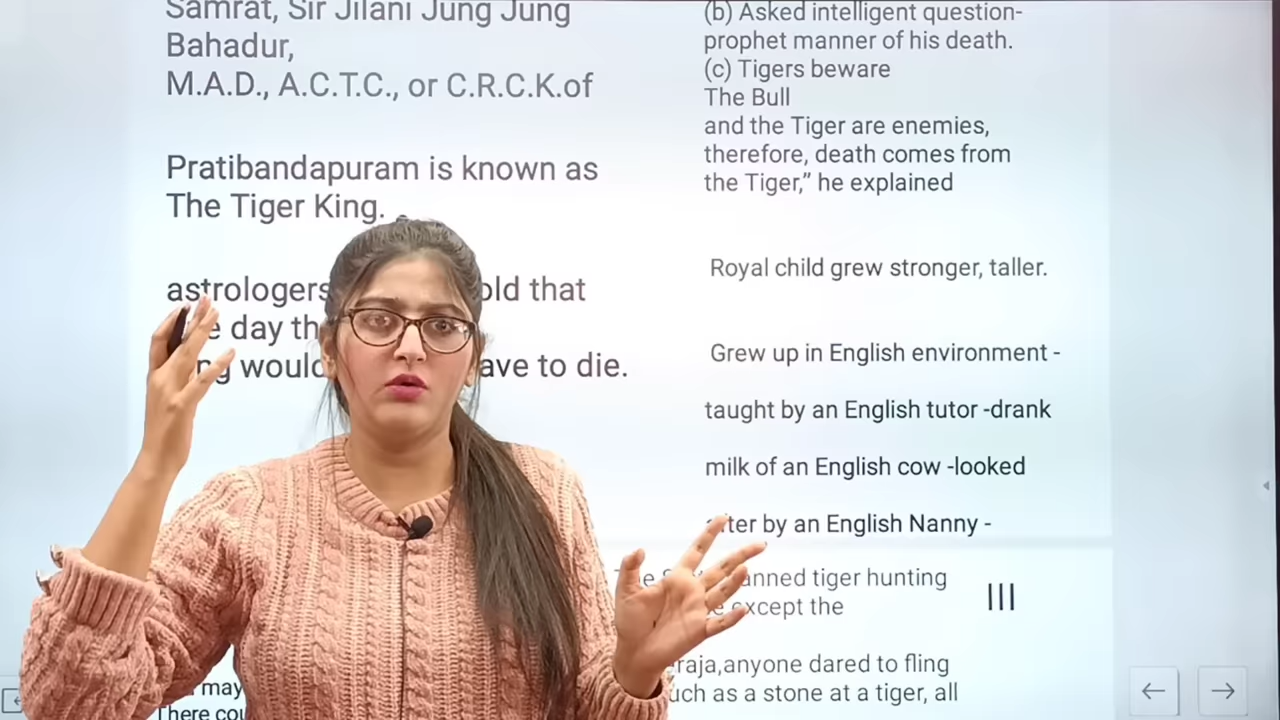 Samrat, Sir Jilani Jung Jung
Bahadur,
M.A.D., A.C.T.C., or C.R.C.K.of
Pratibandapuram is known as
The Tiger King.
astrologers old that
day th
would ave to die.
may
There cou
(b) Asked intelligent question-
prophet manner of his death.
(c) Tigers beware
The Bull
and the Tiger are enemies,
therefore, death comes from
the Tiger,” he explained
Royal child grew stronger, taller.
Grew up in English environment -
taught by an English tutor -drank
milk of an English cow -looked
after by an English Nanny -
anned tiger hunting
except the
raja,anyone dared to fling
uch as a stone at a tiger, all